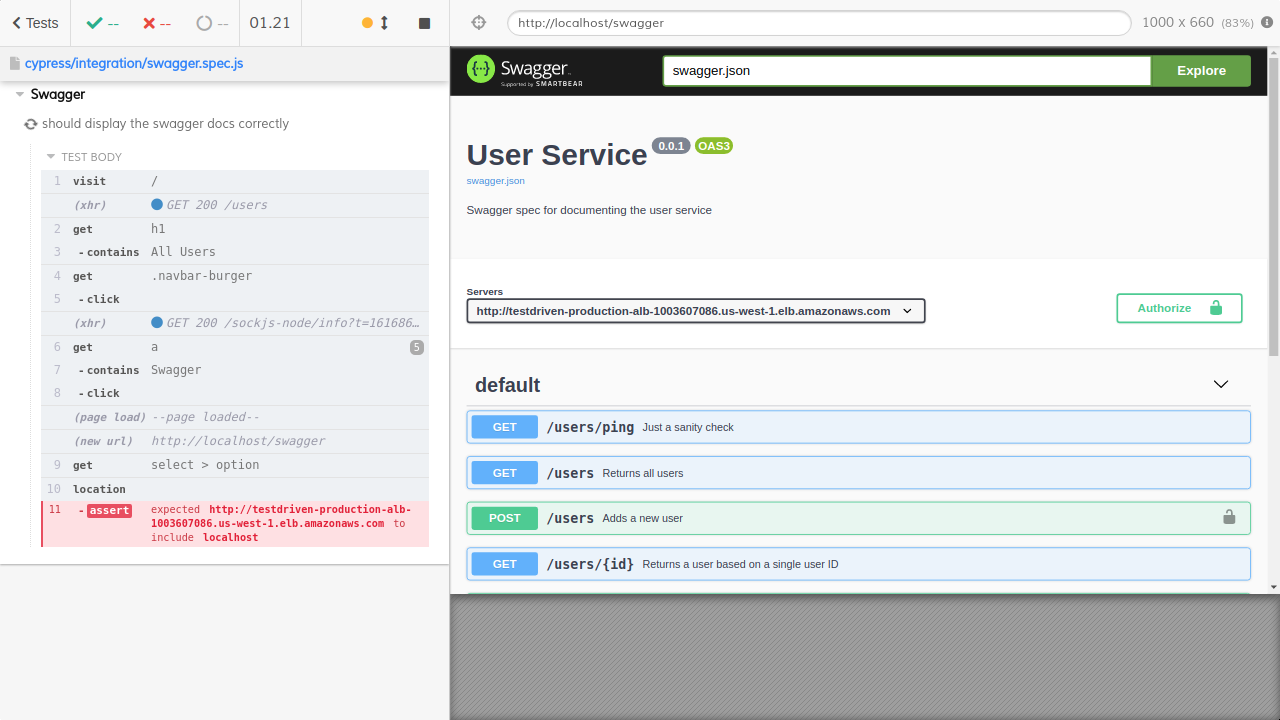 Tests
--
--
--
01.21
http://localhost/swagger
1000 x 660 (83%)
cypress/integration/swagger.spec.js
Swagger
should display the swagger docs correctly
TEST BODY
1 visit /
(xhr) GET 200 /users
2 get h1
3 - contains All Users
4 get .navbar-burger
5 - click
(xhr) GET 200 /sockjs-node/info?t=161686…
6 get a 5
7 - contains Swagger
8 - click
(page load) --page loaded--
(new url) http://localhost/swagger
9 get select > option
10 location
11 - assert expected http://testdriven-production-alb-
1003607086.us-west-1.elb.amazonaws.com to
include localhost
Swagger
Supported by SMARTBEAR
swagger.json
Explore
User Service 0.0.1 OAS3
swagger.json
Swagger spec for documenting the user service
Servers
http://testdriven-production-alb-1003607086.us-west-1.elb.amazonaws.com
Authorize
default
GET /users/ping Just a sanity check
GET /users Returns all users
POST /users Adds a new user
GET /users/{id} Returns a user based on a single user ID